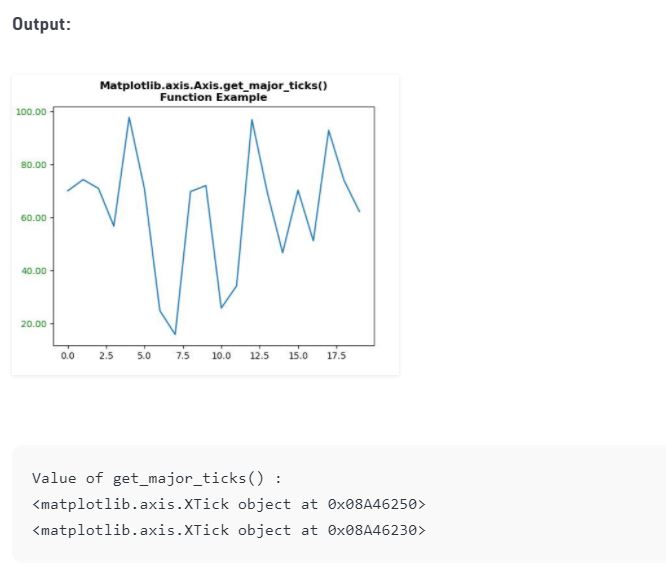 Output:
Matplotlib.axis.Axis.get_major_ticks()
Function Example
100.00
80.00
60.00
40.00
20.00
0.0 2.5 5.0 7.5 10.0 12.5 15.0 17.5
Value of get_major_ticks() :
<matplotlib.axis.XTick object at 0x08A46250>
<matplotlib.axis.XTick object at 0x08A46230>